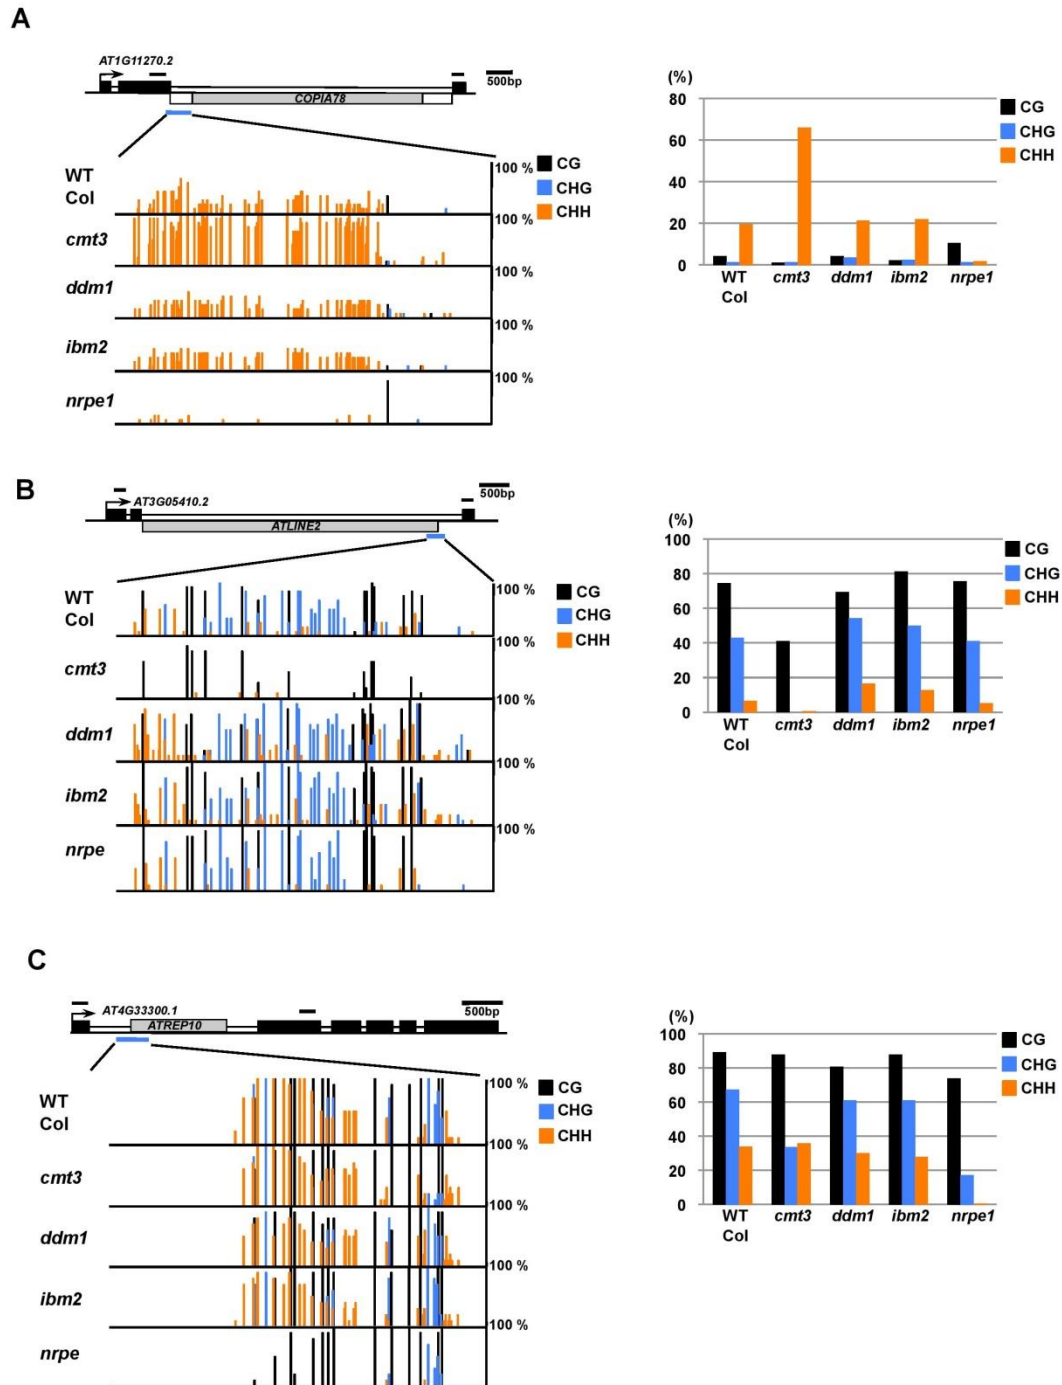 A
AT1G11270.2
500bp
COPIA78
WT
Col
cmt3
ddm1
ibm2
nrpe1
100 %
100 %
100 %
100 %
100 %
CG
CHG
CHH
(%)
80
60
40
20
0
WT
Col
cmt3
ddm1
ibm2
nrpe1
CG
CHG
CHH
B
AT3G05410.2
500bp
ATLINE2
WT
Col
cmt3
ddm1
ibm2
nrpe
100 %
100 %
100 %
100 %
100 %
CG
CHG
CHH
(%)
100
80
60
40
20
0
WT
Col
cmt3
ddm1
ibm2
nrpe1
CG
CHG
CHH
C
AT4G33300.1
500bp
ATREP10
WT
Col
cmt3
ddm1
ibm2
nrpe
100 %
100 %
100 %
100 %
100 %
CG
CHG
CHH
(%)
100
80
60
40
20
0
WT
Col
cmt3
ddm1
ibm2
nrpe1
CG
CHG
CHH